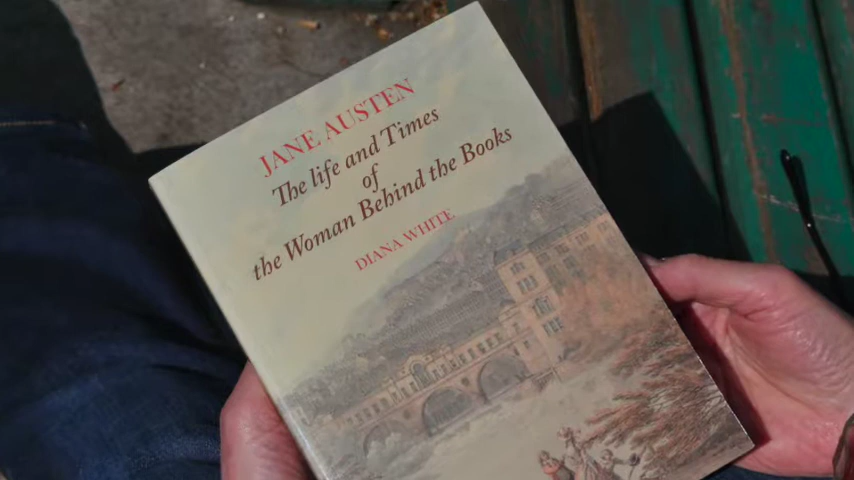 JANE AUSTEN
The life and Times
of
the Woman Behind the Books
DIANA WHITE